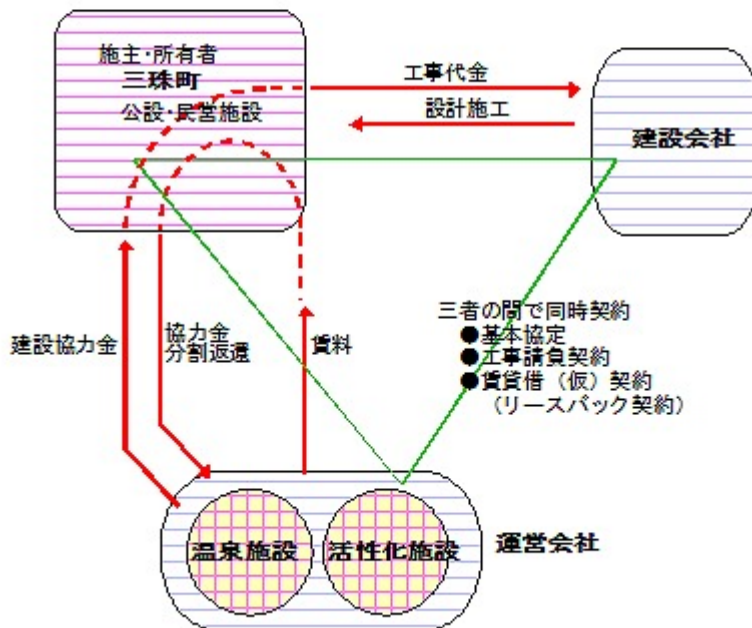 施主・所有者
三珠町
公設・民営施設
工事代金
設計施工
建設会社
建設協力金
協力金
分割返還
賃料
三者の間で同時契約
●基本協定
●工事請負契約
●賃貸借（仮）契約
（リースバック契約）
温泉施設
活性化施設
運営会社